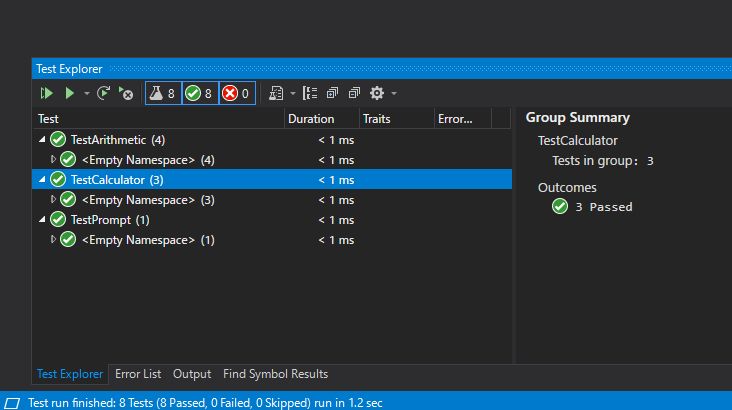 Test Explorer
8 8 0
Test Duration Traits Error...
TestArithmetic (4) < 1 ms
<Empty Namespace> (4) < 1 ms
TestCalculator (3) < 1 ms
<Empty Namespace> (3) < 1 ms
TestPrompt (1) < 1 ms
<Empty Namespace> (1) < 1 ms
Group Summary
TestCalculator
Tests in group: 3
Outcomes
3 Passed
Test Explorer Error List Output Find Symbol Results
Test run finished: 8 Tests (8 Passed, 0 Failed, 0 Skipped) run in 1.2 sec